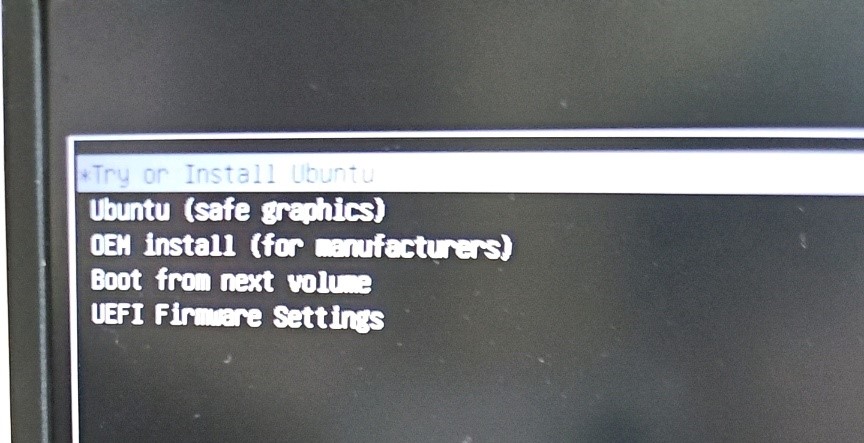 *Try or Install Ubuntu
Ubuntu (safe graphics)
OEM install (for manufacturers)
Boot from next volume
UEFI Firmware Settings